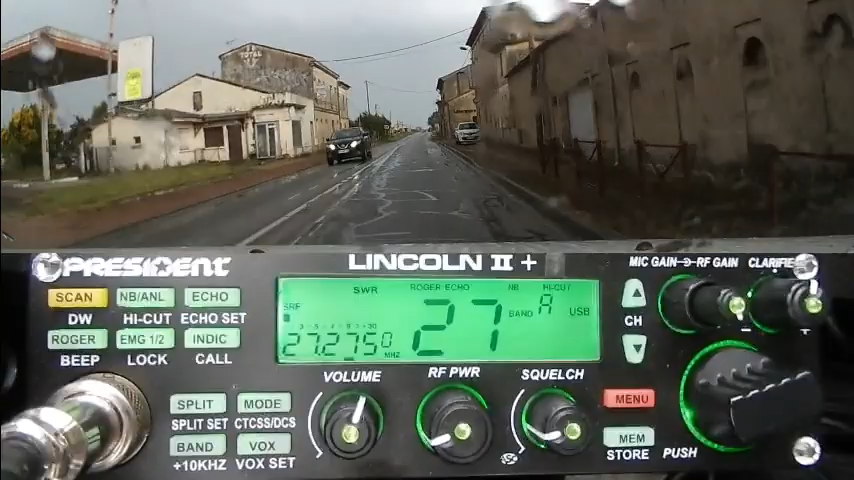 TOTAL
PRESIDENT
LINCOLN II +
MIC GAIN RF GAIN CLARIFIER
SCAN NB/ANL ECHO
DW HI-CUT ECHO SET
ROGER EMG 1/2 INDIC
BEEP LOCK CALL
SWR ROGER ECHO NB HI-CUT
SRF
27 BAND A USB
27.2750 MHZ
CH
VOLUME RF PWR SQUELCH
SPLIT MODE
SPLIT SET CTCSS/DCS
BAND VOX
+10KHZ VOX SET
ASC
MENU
MEM
STORE
PUSH
- +